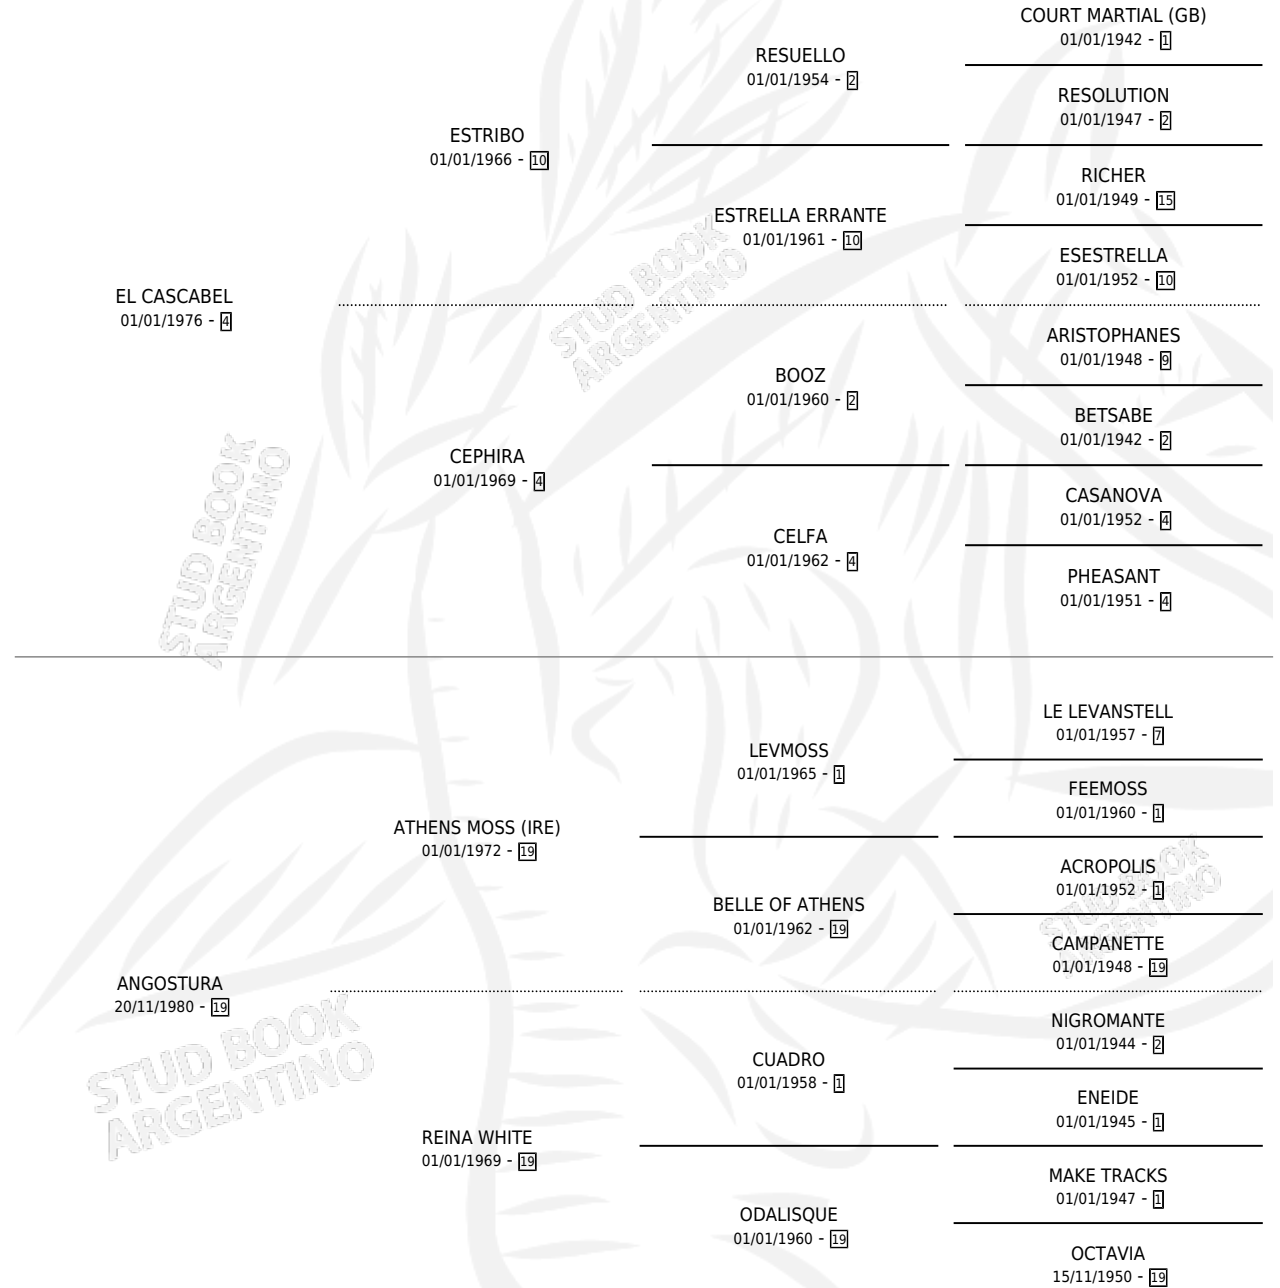 COURT MARTIAL (GB)
01/01/1942 - 1
RESUELLO
01/01/1954 - 2
RESOLUTION
01/01/1947 - 2
ESTRIBO
01/01/1966 - 10
RICHER
01/01/1949 - 15
ESTRELLA ERRANTE
01/01/1961 - 10
ESESTRELLA
01/01/1952 - 10
EL CASCABEL
01/01/1976 - 4
ARISTOPHANES
01/01/1948 - 9
BOOZ
01/01/1960 - 2
BETSABE
01/01/1942 - 2
CEPHIRA
01/01/1969 - 4
CASANOVA
01/01/1952 - 4
CELFA
01/01/1962 - 4
PHEASANT
01/01/1951 - 4
LE LEVANSTELL
01/01/1957 - 7
LEVMOSS
01/01/1965 - 1
FEEMOSS
01/01/1960 - 1
ATHENS MOSS (IRE)
01/01/1972 - 19
ACROPOLIS
01/01/1952 - 1
BELLE OF ATHENS
01/01/1962 - 19
CAMPANETTE
01/01/1948 - 19
ANGOSTURA
20/11/1980 - 19
NIGROMANTE
01/01/1944 - 2
CUADRO
01/01/1958 - 1
ENEIDE
01/01/1945 - 1
REINA WHITE
01/01/1969 - 19
MAKE TRACKS
01/01/1947 - 1
ODALISQUE
01/01/1960 - 19
OCTAVIA
15/11/1950 - 19
STUD BOOK
ARGENTINO
STUD BOOK
ARGENTINO
STUD BOOK
ARGENTINO
STUD BOOK
ARGENTINO